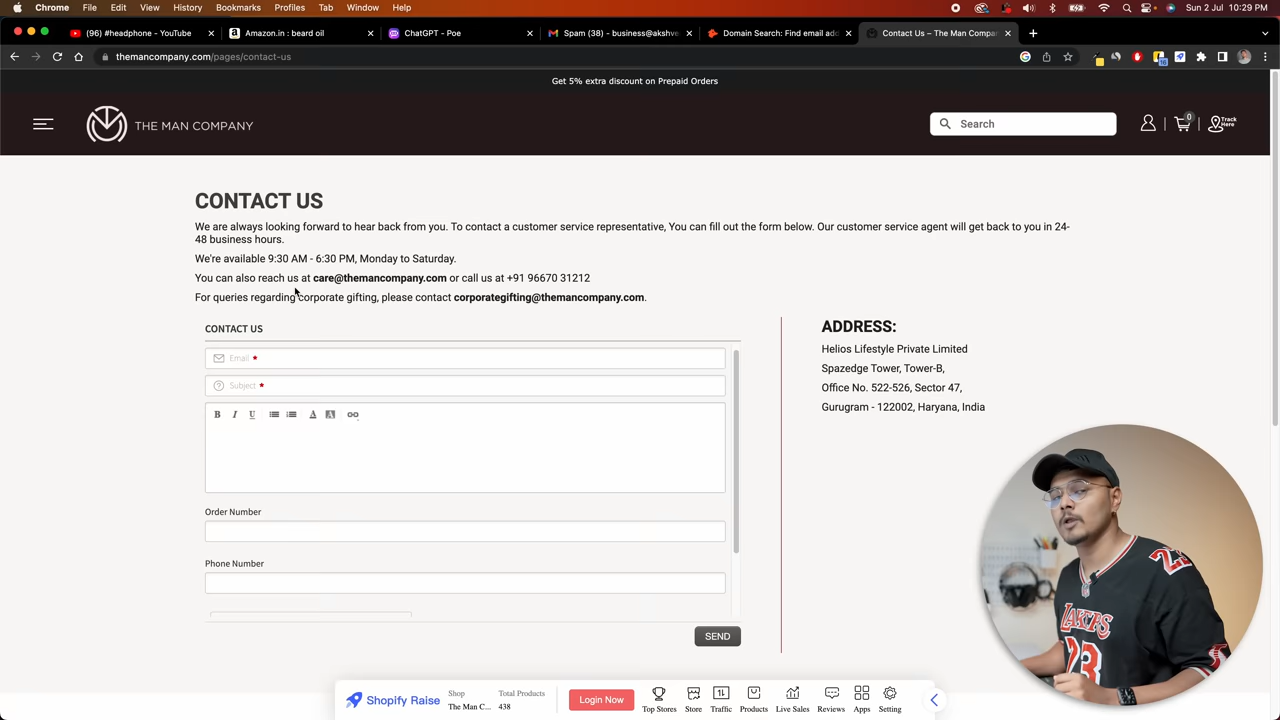 Chrome File Edit View History Bookmarks Profiles Tab Window Help Sun 2 Jul 10:29 PM
(96) #headphone - YouTube
Amazon.in : beard oil
ChatGPT - Poe
Spam (38) - business@akshve
Domain Search: Find email add
Contact Us – The Man Compan
themancompany.com/pages/contact-us
Get 5% extra discount on Prepaid Orders
THE MAN COMPANY
Search
0
Track
Here
CONTACT US
We are always looking forward to hear back from you. To contact a customer service representative, You can fill out the form below. Our customer service agent will get back to you in 24-
48 business hours.
We're available 9:30 AM - 6:30 PM, Monday to Saturday.
You can also reach us at care@themancompany.com or call us at +91 96670 31212
For queries regarding corporate gifting, please contact corporategifting@themancompany.com.
CONTACT US
Email *
Subject *
B I U A A
Order Number
Phone Number
SEND
ADDRESS:
Helios Lifestyle Private Limited
Spazedge Tower, Tower-B,
Office No. 522-526, Sector 47,
Gurugram - 122002, Haryana, India
LAKERS
23
Shopify Raise
Shop
The Man C...
Total Products
438
Login Now
Top Stores
Store
Traffic
Products
Live Sales
Reviews
Apps
Setting